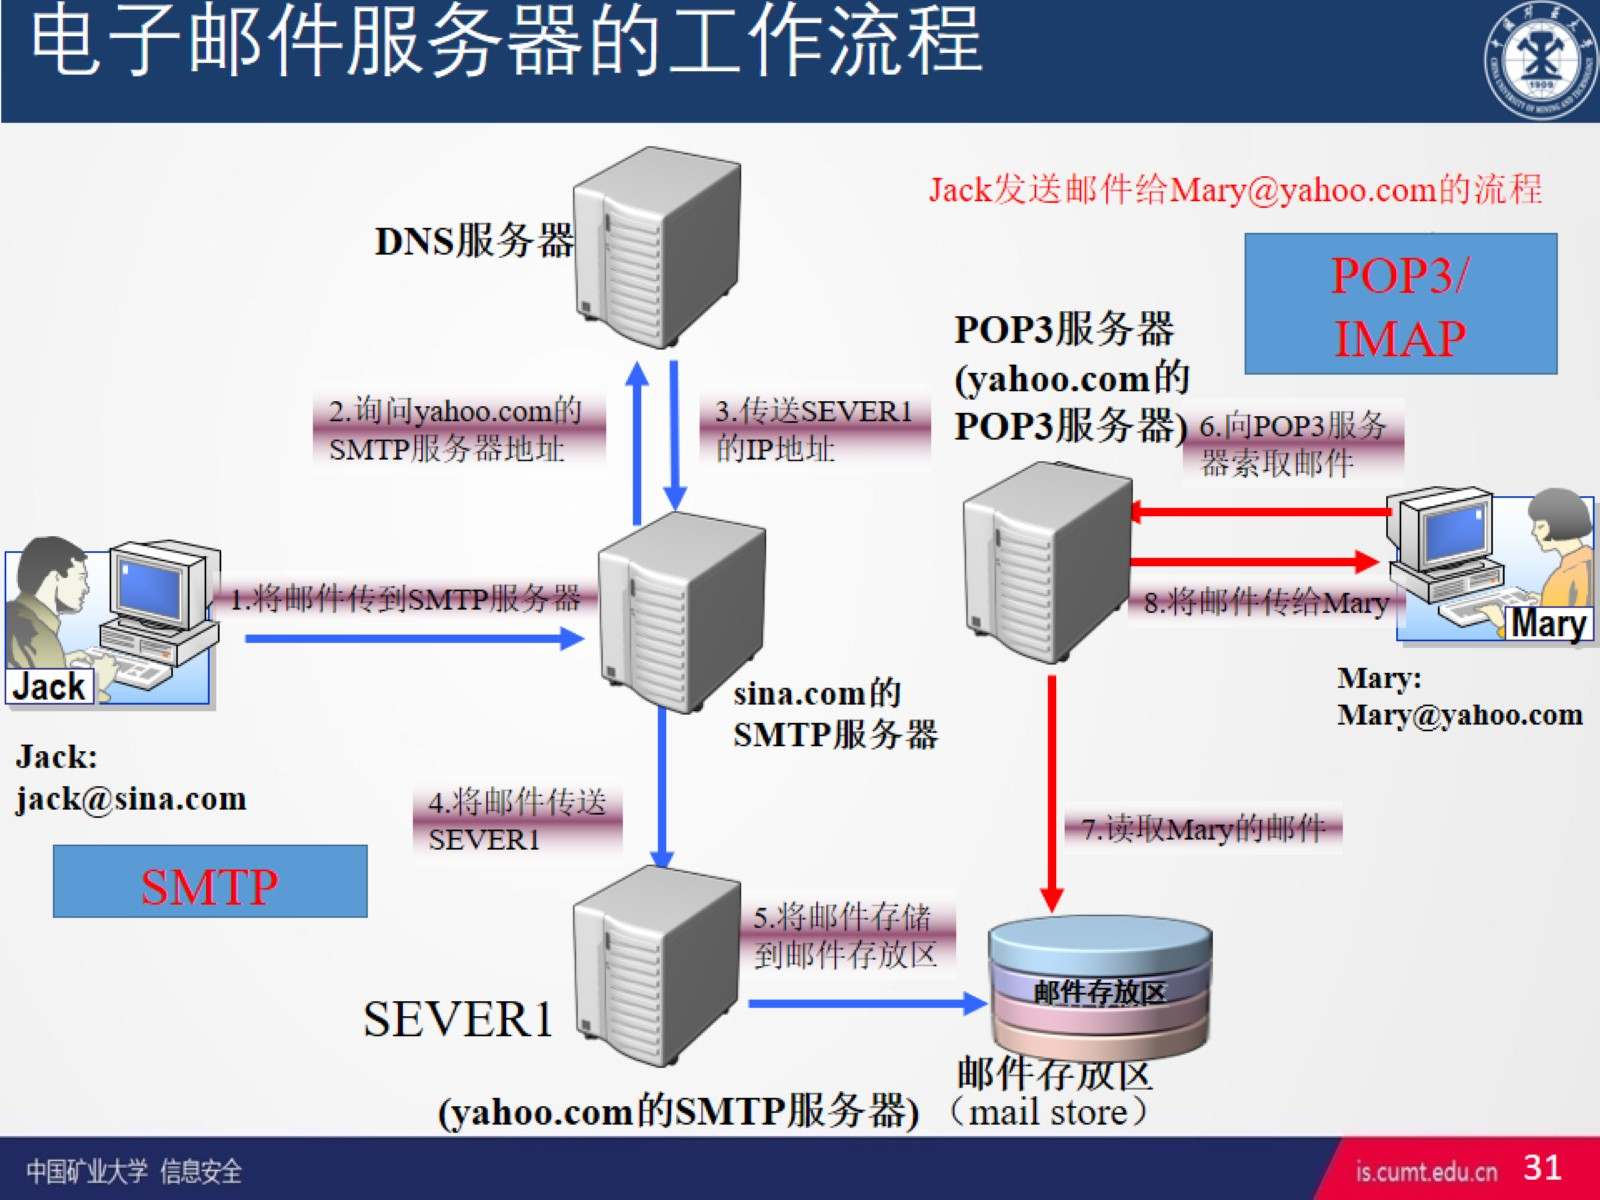 电子邮件服务器的工作流程
Jack发送邮件给Mary@yahoo.com的流程
DNS服务器
POP3/
IMAP
POP3服务器
(yahoo.com的
POP3服务器)
2.询问yahoo.com的
SMTP服务器地址
3.传送SEVER1
的IP地址
6.向POP3服务
器索取邮件
1.将邮件传到SMTP服务器
8.将邮件传给Mary
Jack
Mary
sina.com的
SMTP服务器
Mary:
Mary@yahoo.com
Jack:
jack@sina.com
4.将邮件传送
SEVER1
7.读取Mary的邮件
SMTP
5.将邮件存储
到邮件存放区
SEVER1
邮件存放区
邮件存放区
(yahoo.com的SMTP服务器)
（mail store）
中国矿业大学 信息安全
is.cumt.edu.cn
31
1909
CHINA UNIVERSITY OF MINING AND TECHNOLOGY